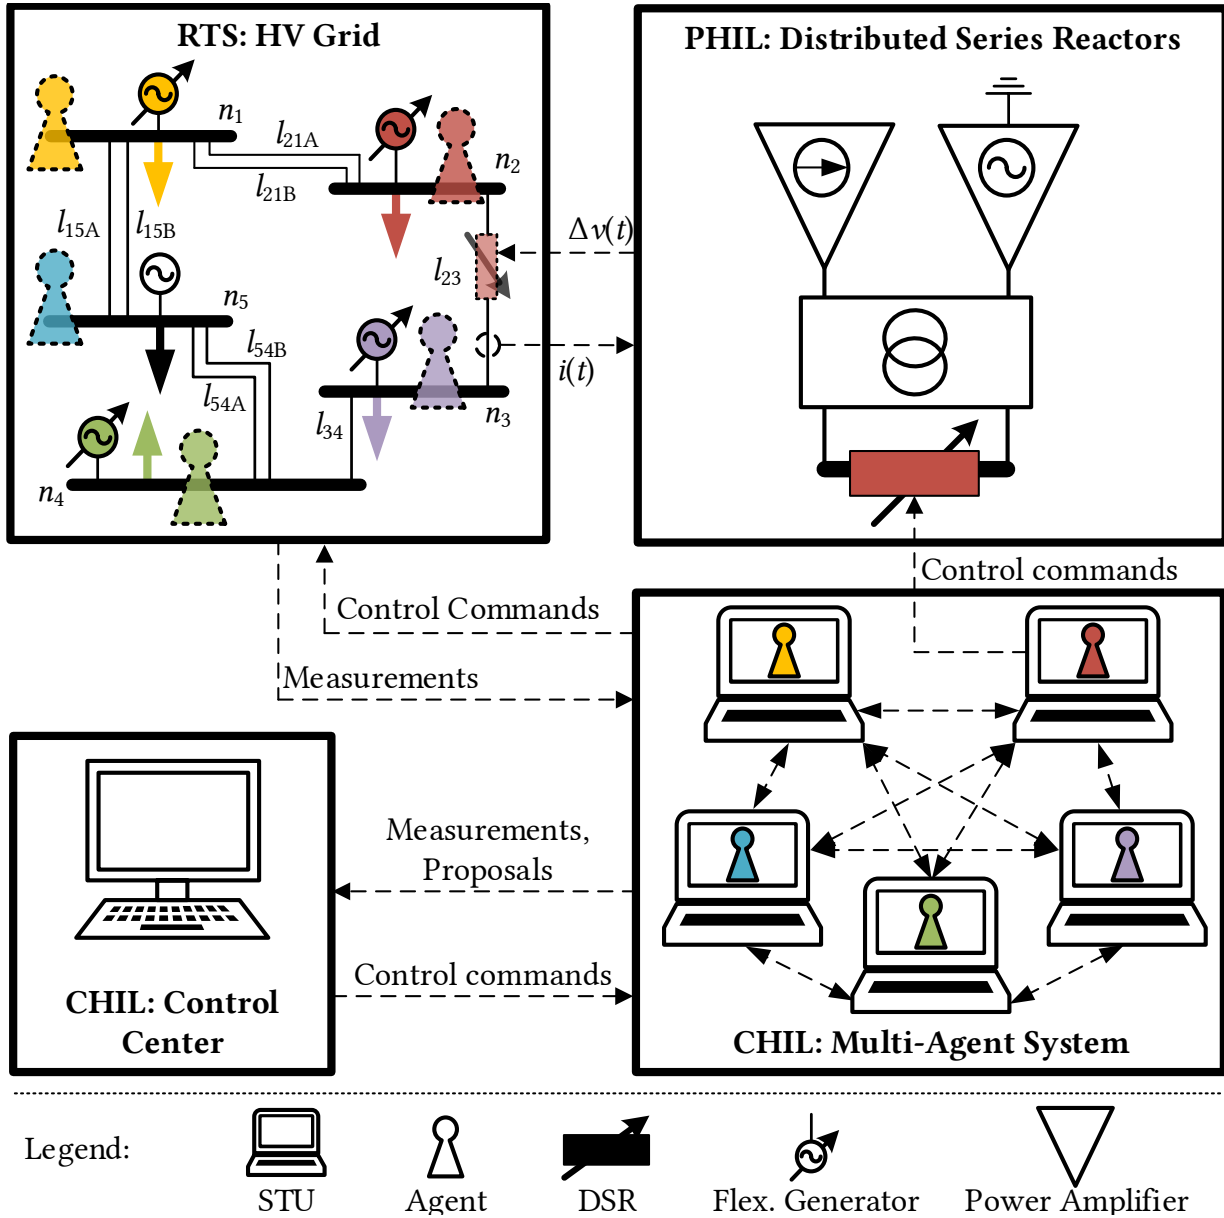 RTS: HV Grid
PHIL: Distributed Series Reactors
n1
l21A
l21B
n2
l15A
l15B
Δv(t)
l23
n5
l54B
l54A
i(t)
n3
l34
n4
Control commands
Control Commands
Measurements
Measurements,
Proposals
Control commands
CHIL: Control
Center
CHIL: Multi-Agent System
Legend:
STU
Agent
DSR
Flex. Generator
Power Amplifier